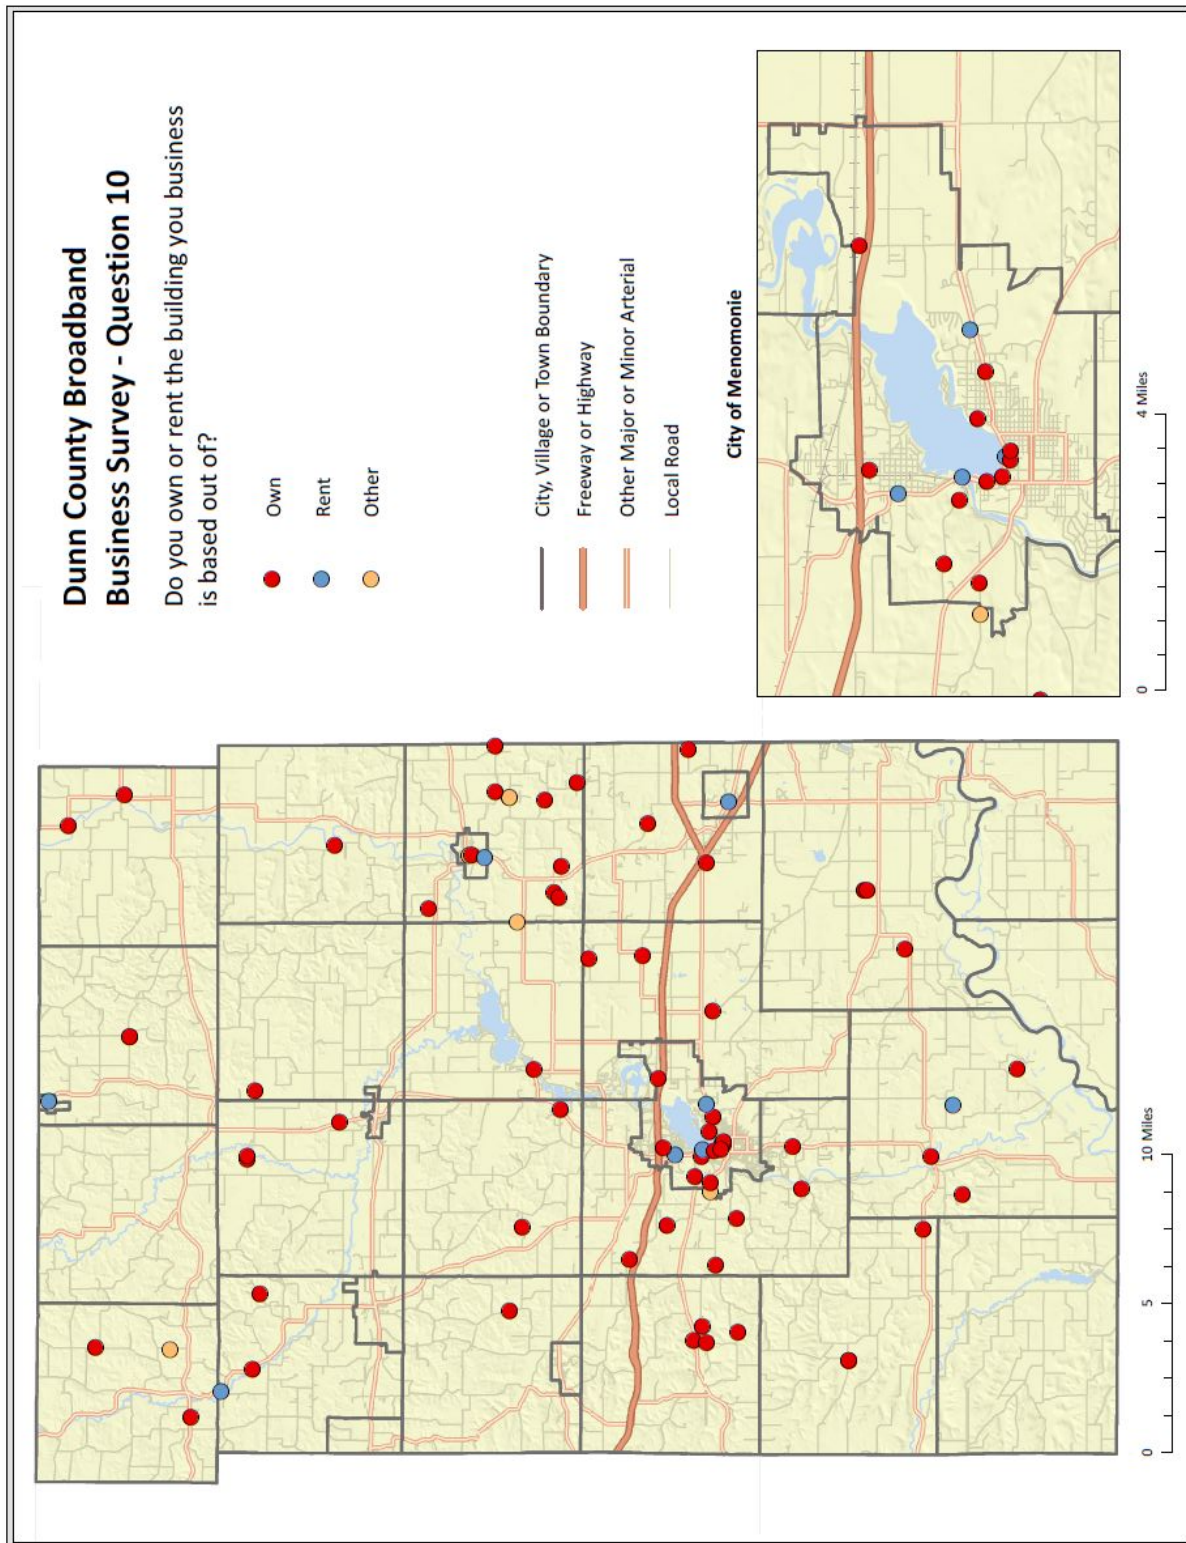 Dunn County Broadband
Business Survey - Question 10
Do you own or rent the building you business
is based out of?
Own
Rent
Other
City, Village or Town Boundary
Freeway or Highway
Other Major or Minor Arterial
Local Road
City of Menomonie
0 4 Miles
0 5 10 Miles